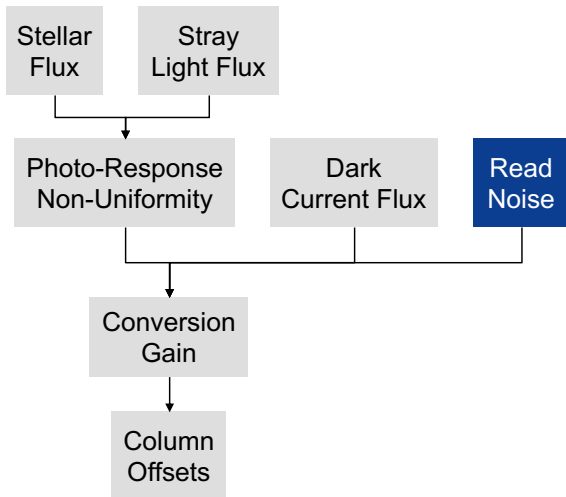 Stellar
Flux
Stray
Light Flux
Photo-Response
Non-Uniformity
Dark
Current Flux
Read
Noise
Conversion
Gain
Column
Offsets